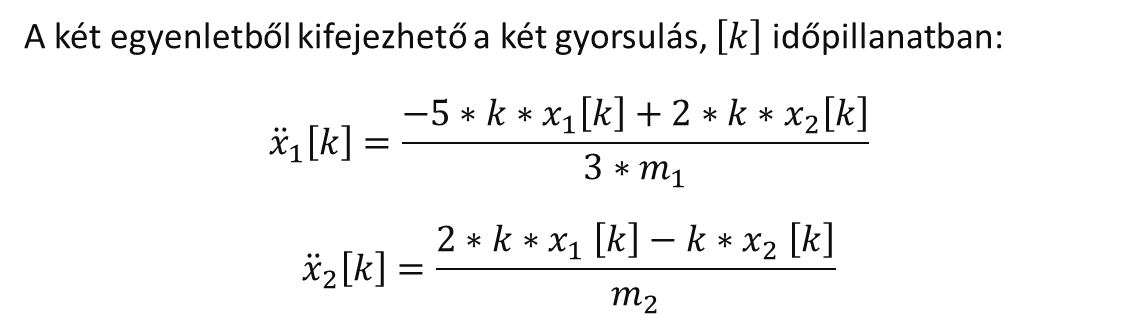 A két egyenletből kifejezhető a két gyorsulás, [k] időpillanatban:
ẍ₁[k] = (−5 ∗ k ∗ x₁[k] + 2 ∗ k ∗ x₂[k]) / (3 ∗ m₁)
ẍ₂[k] = (2 ∗ k ∗ x₁ [k] − k ∗ x₂ [k]) / m₂